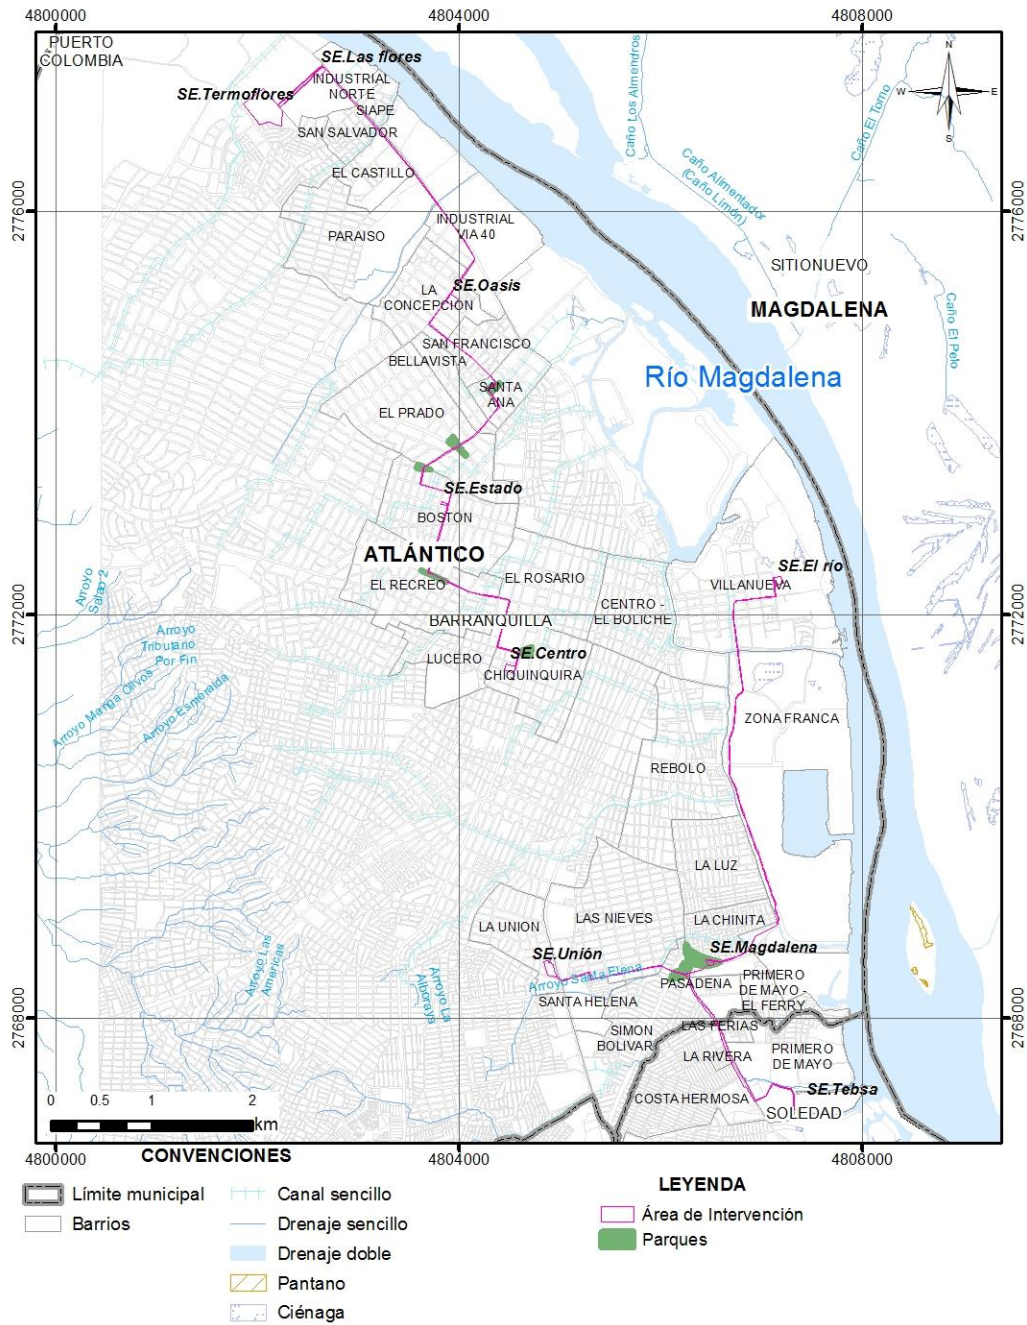 4800000
4804000
4808000
PUERTO
COLOMBIA
SE.Las flores
INDUSTRIAL
NORTE
SE.Termoflores
SIAPE
SAN SALVADOR
EL CASTILLO
Caño Los Almendros
Caño El Torno
Caño Alimentador
(Caño Limón)
N
W
E
S
2776000
2776000
INDUSTRIAL
VIA 40
PARAISO
SITIONUEVO
SE.Oasis
LA
CONCEPCIÓN
MAGDALENA
Caño El Pelo
SAN FRANCISCO
BELLAVISTA
Río Magdalena
SANTA
ANA
EL PRADO
SE.Estado
BOSTON
ATLÁNTICO
SE.El río
EL RECREO
EL ROSARIO
VILLANUEVA
Arroyo
Salao 2
CENTRO -
EL BOLICHE
2772000
2772000
BARRANQUILLA
Arroyo
Tributario
Por Fin
LUCERO
SE.Centro
CHIQUINQUIRA
Arroyo Manga Olivos
Arroyo Esmeralda
ZONA FRANCA
REBOLO
LA LUZ
LA UNION
LAS NIEVES
LA CHINITA
SE.Unión
SE.Magdalena
Arroyo Las
Americas
Arroyo La
Alboraya
Arroyo Santa Elena
PASADENA
PRIMERO
DE MAYO -
EL FERRY
SANTA HELENA
2768000
2768000
SIMON
BOLIVAR
LAS FERIAS
LA RIVERA
PRIMERO
DE MAYO
COSTA HERMOSA
SE.Tebsa
SOLEDAD
0 0.5 1 2
km
4800000
4804000
4808000
CONVENCIONES
Límite municipal
Barrios
Canal sencillo
Drenaje sencillo
Drenaje doble
Pantano
Ciénaga
LEYENDA
Área de Intervención
Parques